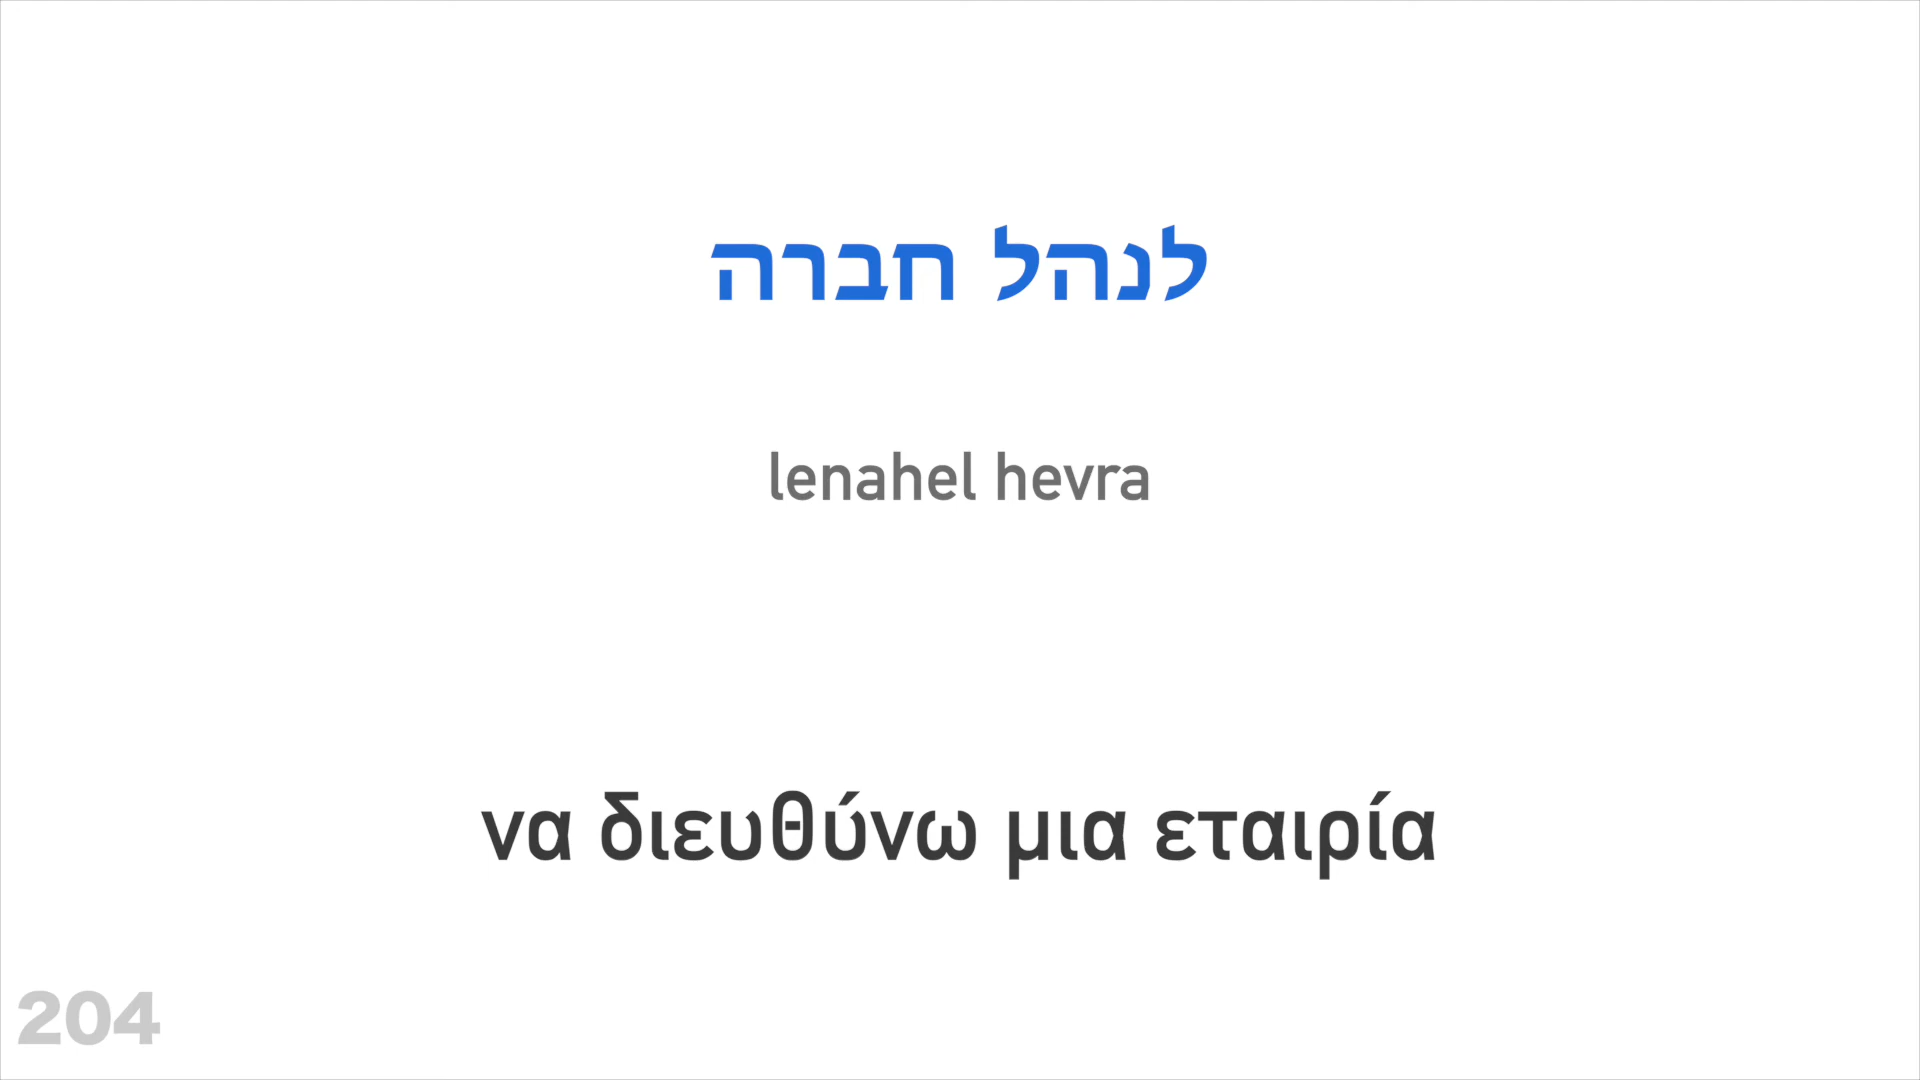 לנהל חברה
lenahel hevra
να διευθύνω μια εταιρία
204